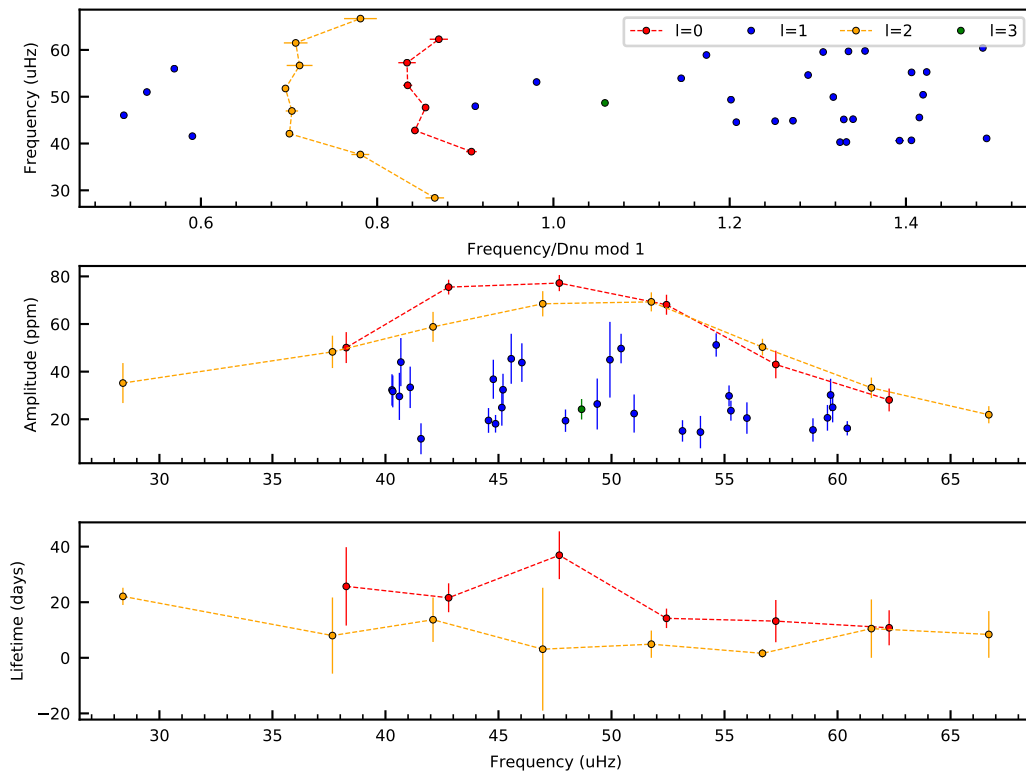 l=0 l=1 l=2 l=3
Frequency (uHz)
60
50
40
30
0.6 0.8 1.0 1.2 1.4
Frequency/Dnu mod 1
Amplitude (ppm)
80
60
40
20
30 35 40 45 50 55 60 65
Lifetime (days)
40
20
0
−20
30 35 40 45 50 55 60 65
Frequency (uHz)